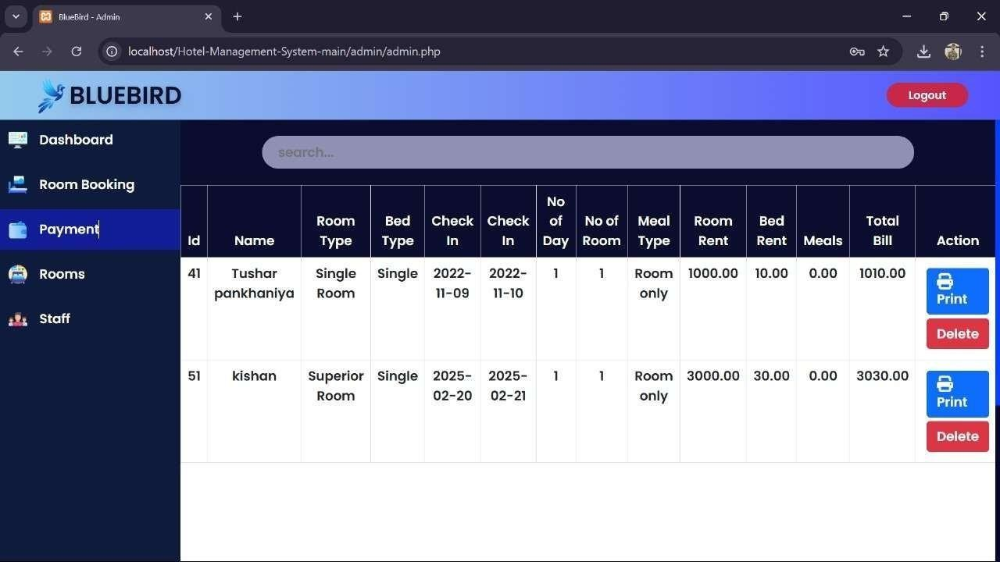 BlueBird - Admin
localhost/Hotel-Management-System-main/admin/admin.php
BLUEBIRD
Logout
Dashboard
Room Booking
Payment
Rooms
Staff
search...
Id Name Room Type Bed Type Check In Check In No of Day No of Room Meal Type Room Rent Bed Rent Meals Total Bill Action
41 Tushar pankhaniya Single Room Single 2022-11-09 2022-11-10 1 1 Room only 1000.00 10.00 0.00 1010.00 Print
Delete
51 kishan Superior Room Single 2025-02-20 2025-02-21 1 1 Room only 3000.00 30.00 0.00 3030.00 Print
Delete